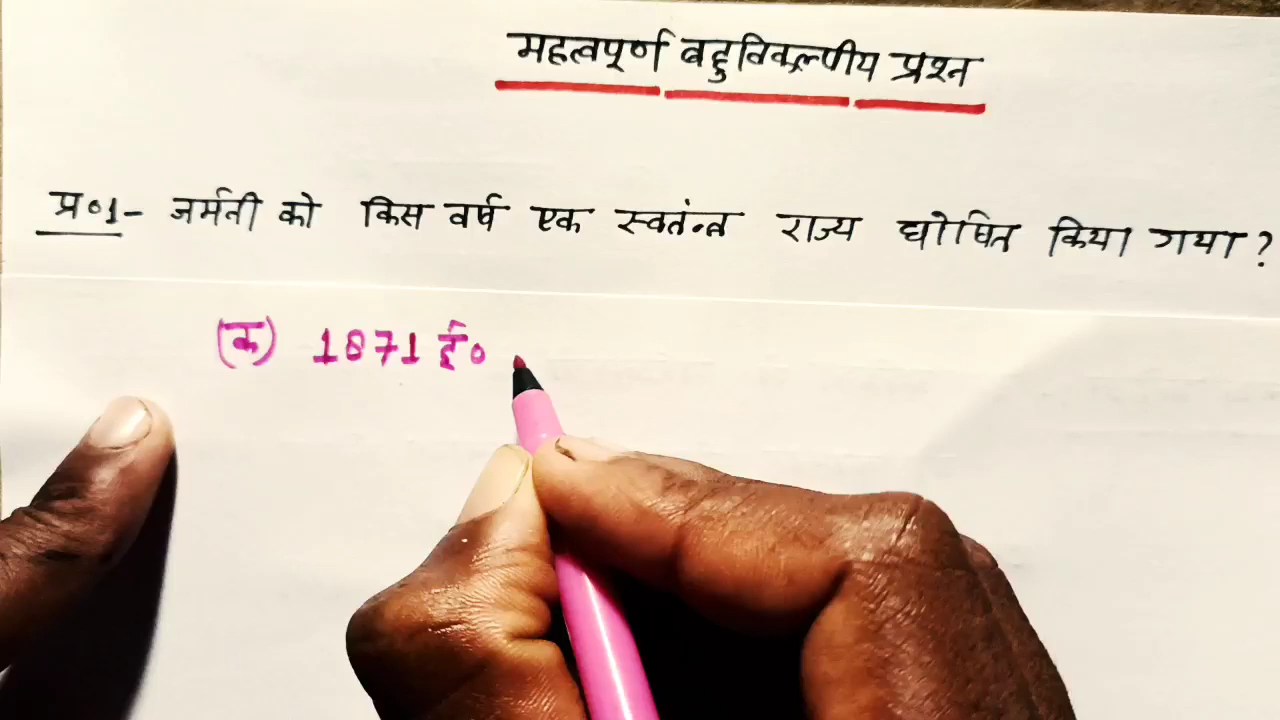 महत्वपूर्ण बहुविकल्पीय प्रश्न
प्र०1- जर्मनी को किस वर्ष एक स्वतंन्त्र राज्य घोषित किया गया?
(क) 1871 ई०